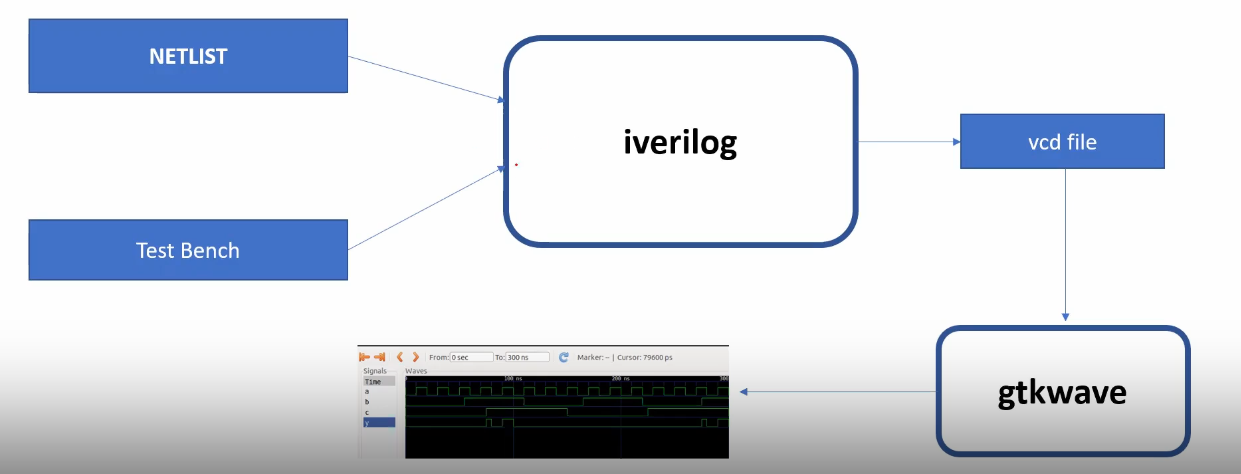 NETLIST
iverilog
vcd file
Test Bench
gtkwave
From: 0 sec To: 300 ns Marker: -- | Cursor: 79600 ps
Signals Waves
Time 100 ns 200 ns 300
a
b
c
y